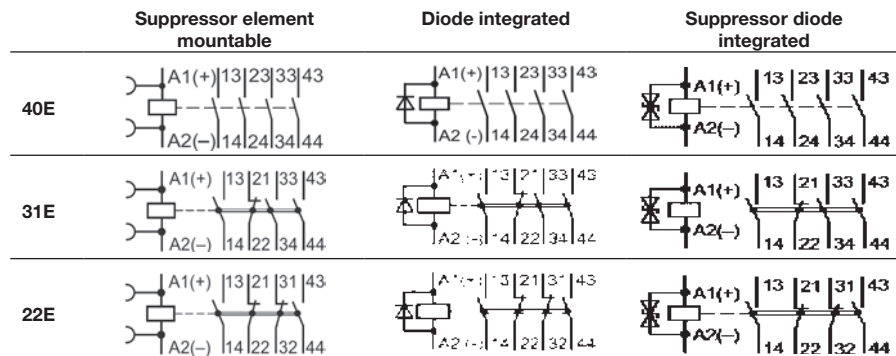 Suppressor element mountable
Diode integrated
Suppressor diode integrated
40E
A1(+) 13 23 33 43
A2(–) 14 24 34 44
A1(+) 13 23 33 43
A2 (-) 14 24 34 44
A1(+) 13 23 33 43
A2(–) 14 24 34 44
31E
A1(+) 13 21 33 43
A2(–) 14 22 34 44
A1(+) 13 21 33 43
A2 (-) 14 22 34 44
A1(+) 13 21 33 43
A2(–) 14 22 34 44
22E
A1(+) 13 21 31 43
A2(–) 14 22 32 44
A1(+) 13 21 31 43
A2 (-) 14 22 32 44
A1(+) 13 21 31 43
A2(–) 14 22 32 44